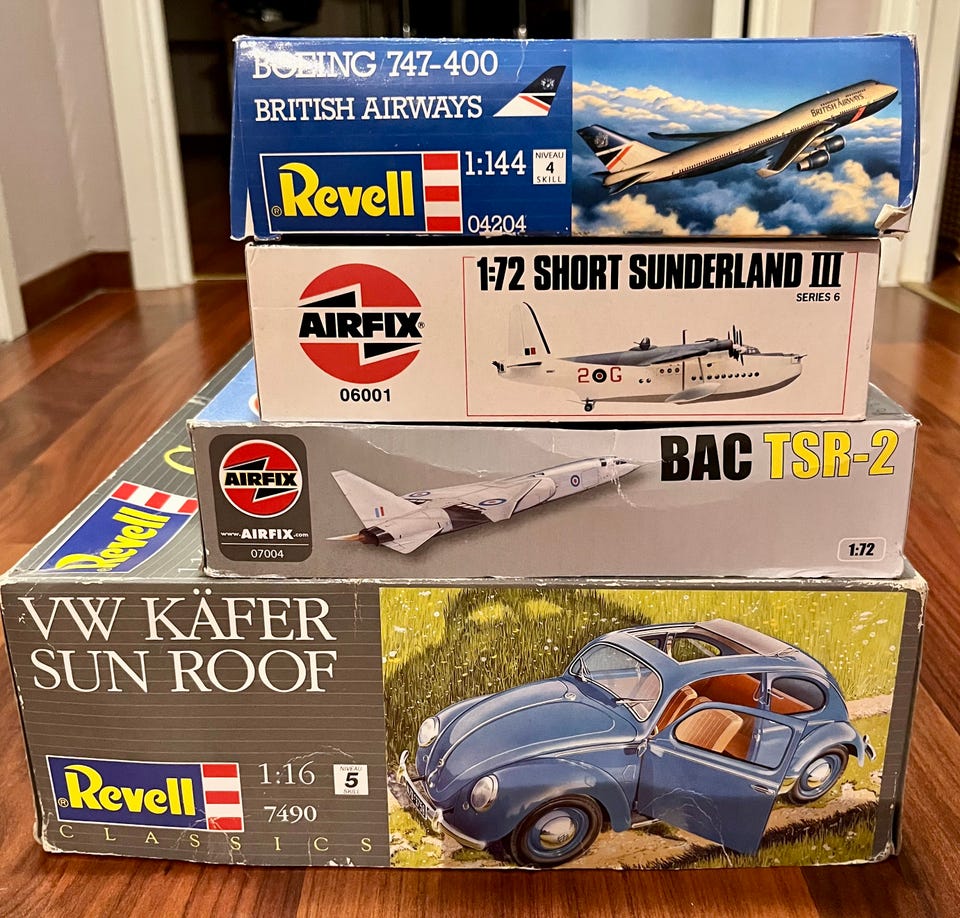 BOEING 747-400
BRITISH AIRWAYS
BRITISH AIRWAYS
® Revell
1:144
NIVEAU
4
SKILL
04204
AIRFIX®
06001
1:72 SHORT SUNDERLAND III
SERIES 6
2 G
AIRFIX
www.AIRFIX.com
07004
BAC TSR-2
1:72
Revell
VW KÄFER
SUN ROOF
® Revell
1:16
NIVEAU
5
SKILL
7490
CLASSICS